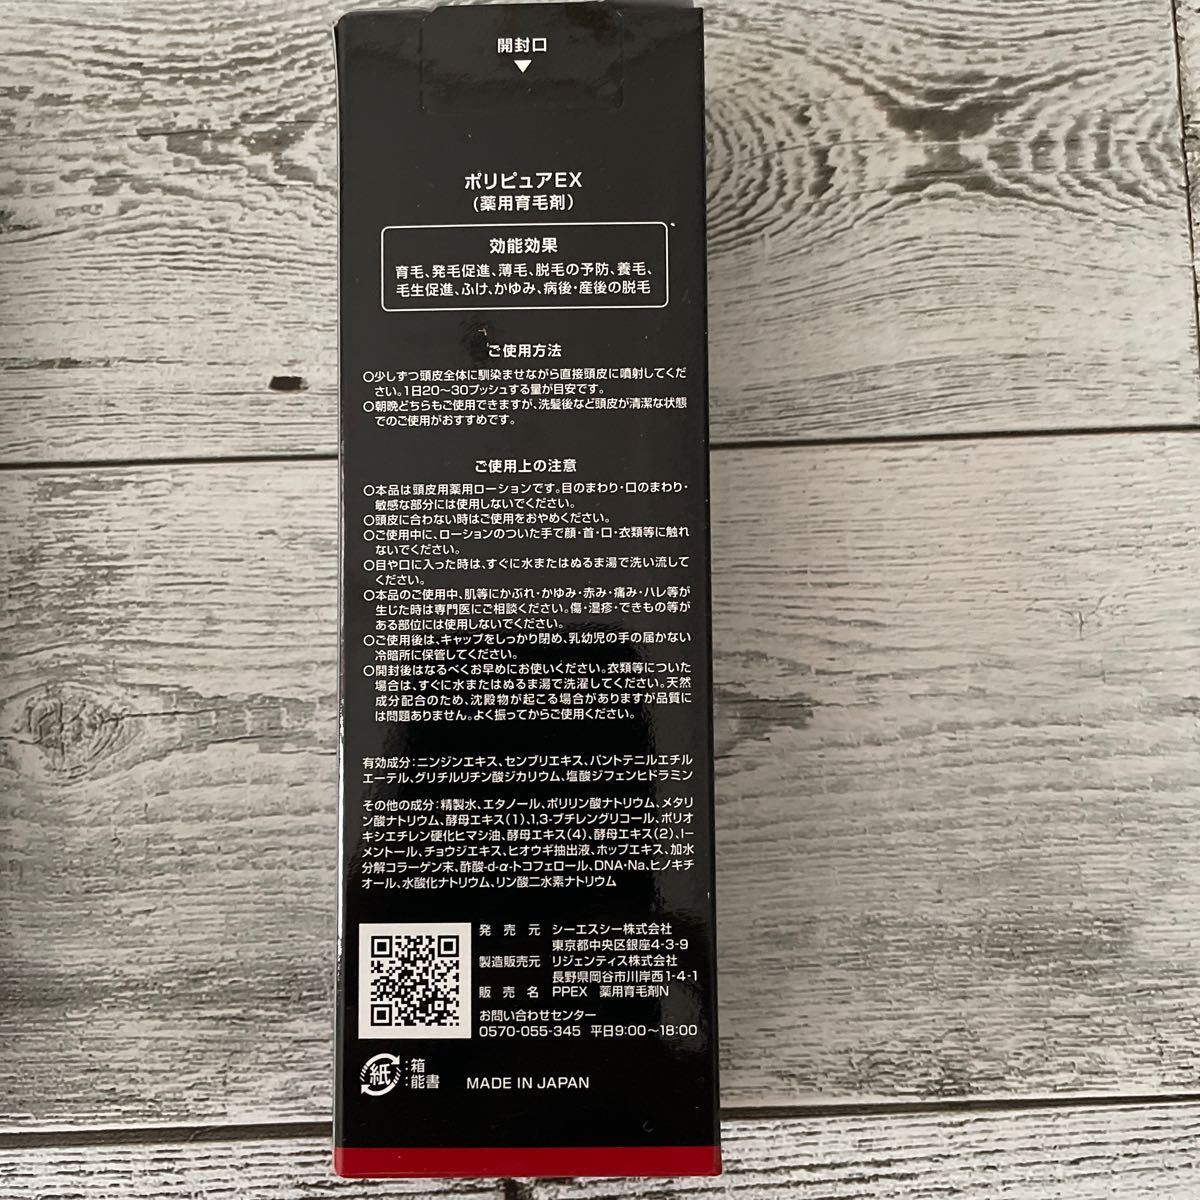 開封口
ポリピュアEX
(薬用育毛剤)
効能効果
育毛、発毛促進、薄毛、脱毛の予防、養毛、
毛生促進、ふけ、かゆみ、病後・産後の脱毛
ご使用方法
○少しずつ頭皮全体に馴染ませながら直接頭皮に噴射してくだ
さい。1日20〜30プッシュする量が目安です。
○朝晩どちらもご使用できますが、洗髪後など頭皮が清潔な状態
でのご使用がおすすめです。
ご使用上の注意
○本品は頭皮用薬用ローションです。目のまわり・口のまわり・
敏感な部分には使用しないでください。
○頭皮に合わない時はご使用をおやめください。
○ご使用中に、ローションのついた手で顔・首・口・衣類等に触れ
ないでください。
○目や口に入った時は、すぐに水またはぬるま湯で洗い流して
ください。
○本品のご使用中、肌等にかぶれ・かゆみ・赤み・痛み・ハレ等が
生じた時は専門医にご相談ください。傷・湿疹・できもの等が
ある部位には使用しないでください。
○ご使用後は、キャップをしっかり閉め、乳幼児の手の届かない
冷暗所に保管してください。
○開封後はなるべくお早めにお使いください。衣類等についた
場合は、すぐに水またはぬるま湯で洗濯してください。天然
成分配合のため、沈殿物が起こる場合がありますが品質に
は問題ありません。よく振ってからご使用ください。
有効成分:ニンジンエキス、センブリエキス、パントテニルエチル
エーテル、グリチルリチン酸ジカリウム、塩酸ジフェンヒドラミン
その他の成分:精製水、エタノール、ポリリン酸ナトリウム、メタリ
ン酸ナトリウム、酵母エキス(1)、1,3-ブチレングリコール、ポリオ
キシエチレン硬化ヒマシ油、酵母エキス(4)、酵母エキス(2)、l-
メントール、チョウジエキス、ヒオウギ抽出液、ホップエキス、加水
分解コラーゲン末、酢酸-d-α-トコフェロール、DNA・Na、ヒノキチ
オール、水酸化ナトリウム、リン酸二水素ナトリウム
発売元 シーエスシー株式会社
東京都中央区銀座4-3-9
製造販売元 リジェンティス株式会社
長野県岡谷市川岸西1-4-1
販売名 PPEX 薬用育毛剤N
お問い合わせセンター
0570-055-345 平日9:00〜18:00
紙 :箱
:能書
MADE IN JAPAN